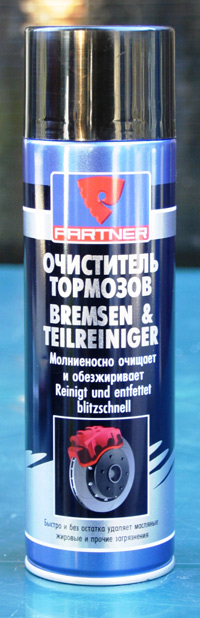 PARTNER
ОЧИСТИТЕЛЬ
ТОРМОЗОВ
BREMSEN &
TEILREINIGER
Молниеносно очищает
и обезжиривает
Reinigt und entfettet
blitzschnell
Быстро и без остатка удаляет масляные
жировые и прочие загрязнения